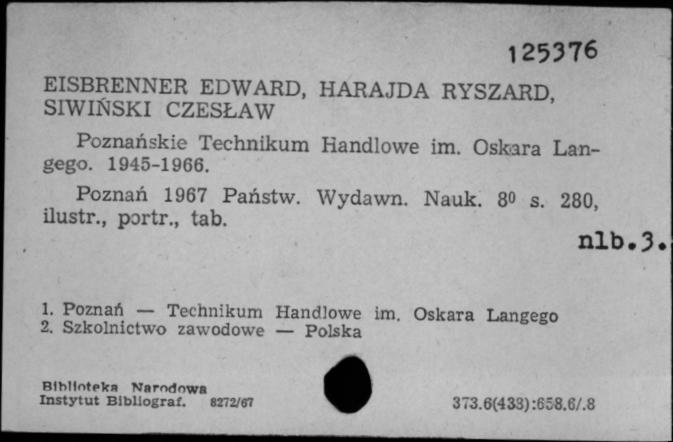 125376
EISBRENNER EDWARD, HARAJDA RYSZARD,
SIWIŃSKI CZESŁAW
Poznańskie Technikum Handlowe im. Oskara Lan-
gego. 1945-1966.
Poznań 1967 Państw. Wydawn. Nauk. 8⁰ s. 280,
ilustr., portr., tab.
nlb.3.
1. Poznań — Technikum Handlowe im. Oskara Langego
2. Szkolnictwo zawodowe — Polska
Biblioteka Narodowa
Instytut Bibliograf. 8272/67
373.6(438):658.6/.8